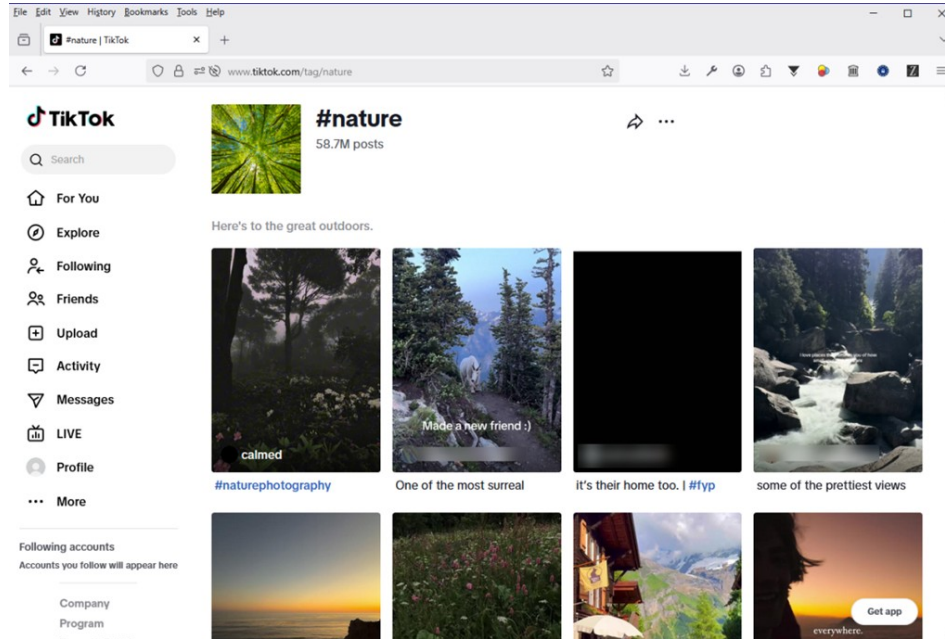 File Edit View History Bookmarks Tools Help
#nature | TikTok
www.tiktok.com/tag/nature
TikTok
Search
For You
Explore
Following
Friends
Upload
Activity
Messages
LIVE
Profile
More
Following accounts
Accounts you follow will appear here
Company
Program
#nature
58.7M posts
Here's to the great outdoors.
calmed
#naturephotography
Made a new friend :)
One of the most surreal
it's their home too. | #fyp
some of the prettiest views
everywhere.
Get app